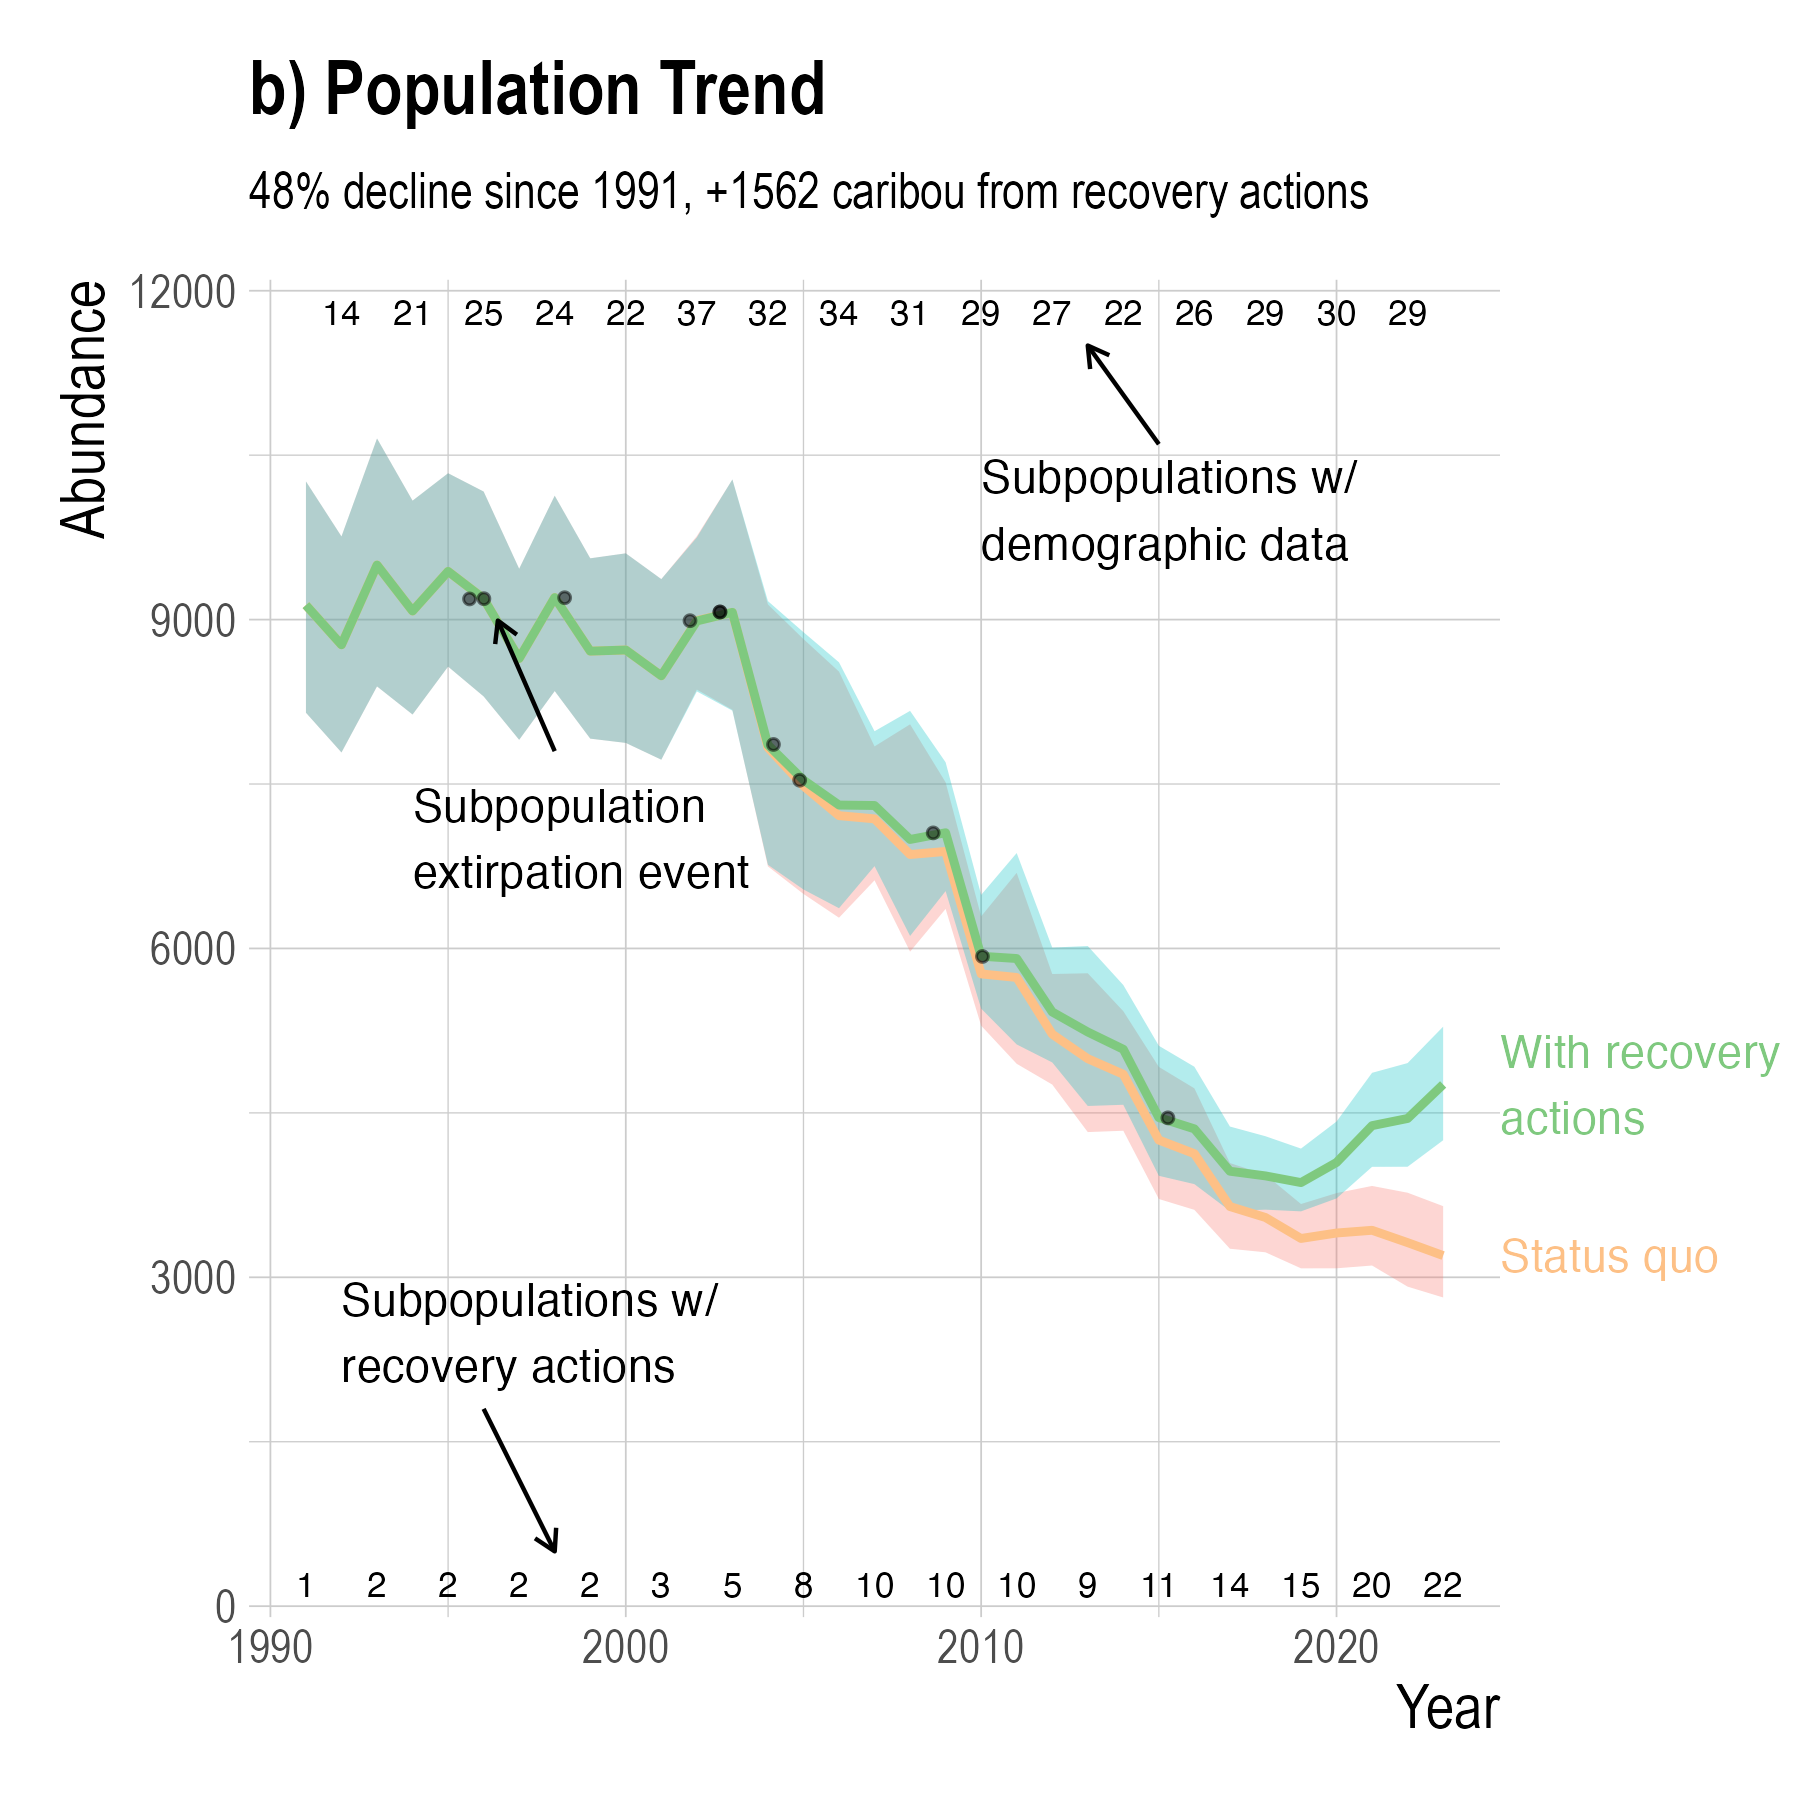 b) Population Trend
48% decline since 1991, +1562 caribou from recovery actions
Abundance
12000
9000
6000
3000
0
14 21 25 24 22 37 32 34 31 29 27 22 26 29 30 29
Subpopulations w/
demographic data
Subpopulation
extirpation event
With recovery
actions
Status quo
Subpopulations w/
recovery actions
1 2 2 2 2 3 5 8 10 10 10 9 11 14 15 20 22
1990 2000 2010 2020
Year